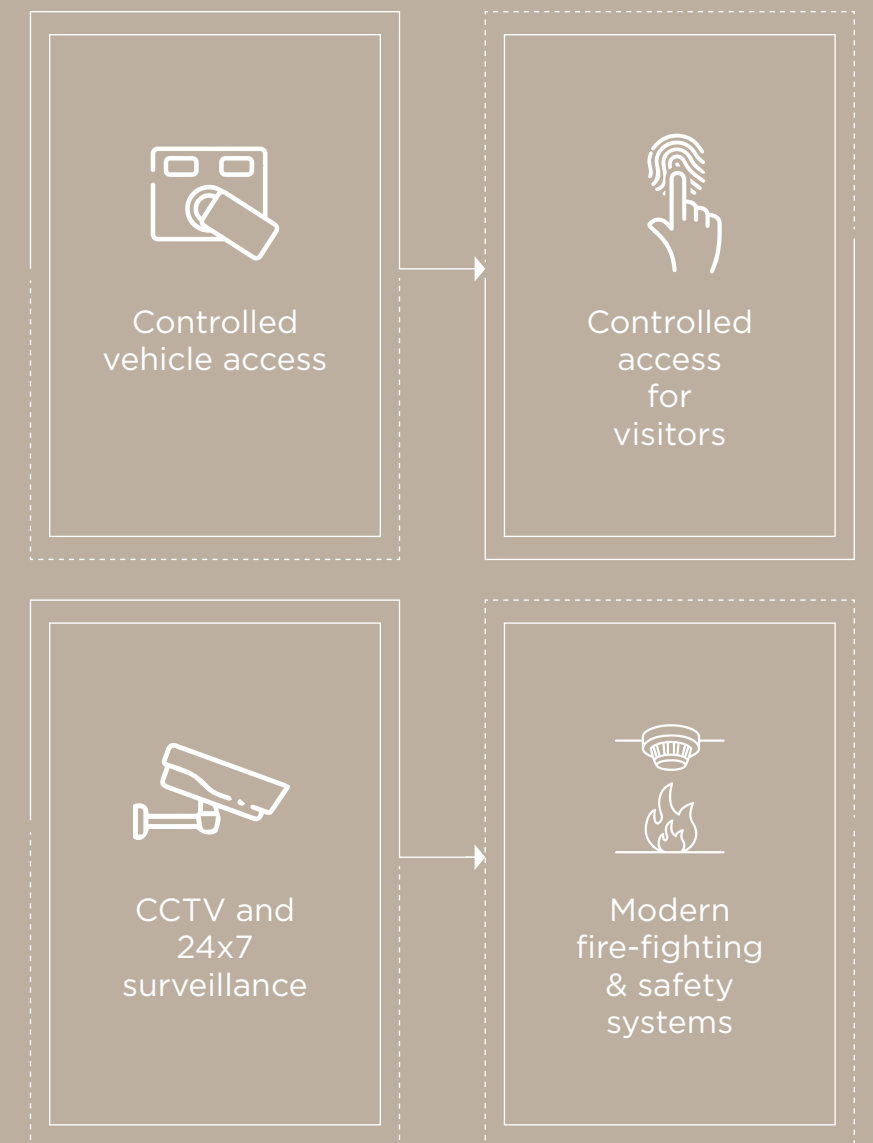 Controlled
vehicle access
Controlled
access
for
visitors
CCTV and
24x7
surveillance
Modern
fire-fighting
& safety
systems